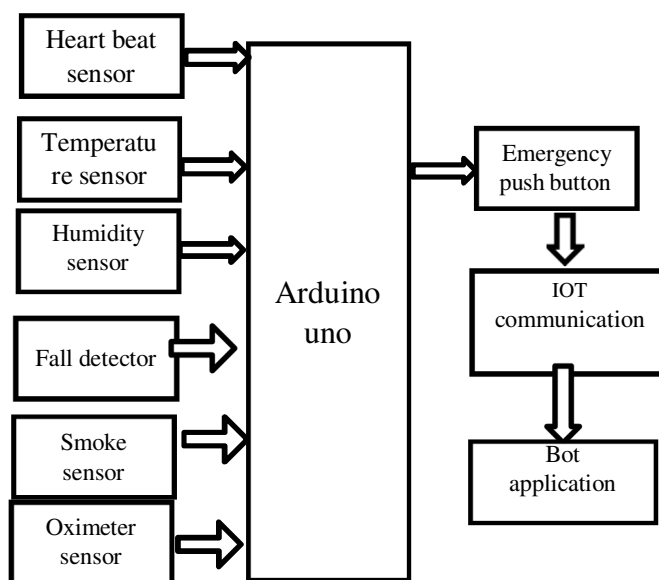 Heart beat
sensor
Temperatu
re sensor
Humidity
sensor
Fall detector
Smoke
sensor
Oximeter
sensor
Arduino
uno
Emergency
push button
IOT
communication
Bot
application